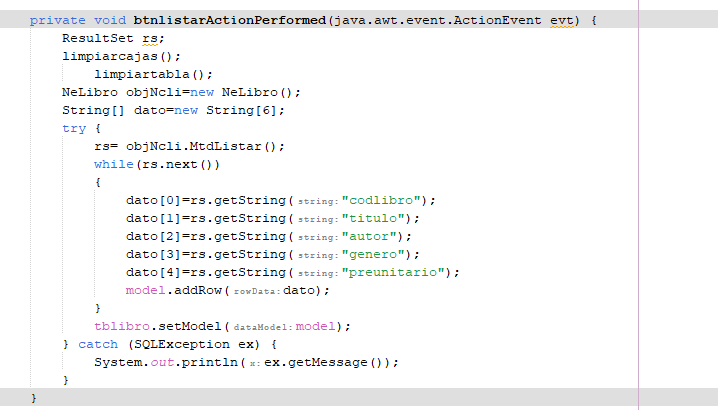 private void btnlistarActionPerformed(java.awt.event.ActionEvent evt) {
    ResultSet rs;
    limpiarcajas();
        limpiartabla();
    NeLibro objNcli=new NeLibro();
    String[] dato=new String[6];
    try {
        rs= objNcli.MtdListar();
        while(rs.next())
        {
            dato[0]=rs.getString(string:"codlibro");
            dato[1]=rs.getString(string:"titulo");
            dato[2]=rs.getString(string:"autor");
            dato[3]=rs.getString(string:"genero");
            dato[4]=rs.getString(string:"preunitario");
            model.addRow(rowData:dato);
        }
        tblibro.setModel(dataModel:model);
    } catch (SQLException ex) {
        System.out.println(x:ex.getMessage());
    }
}